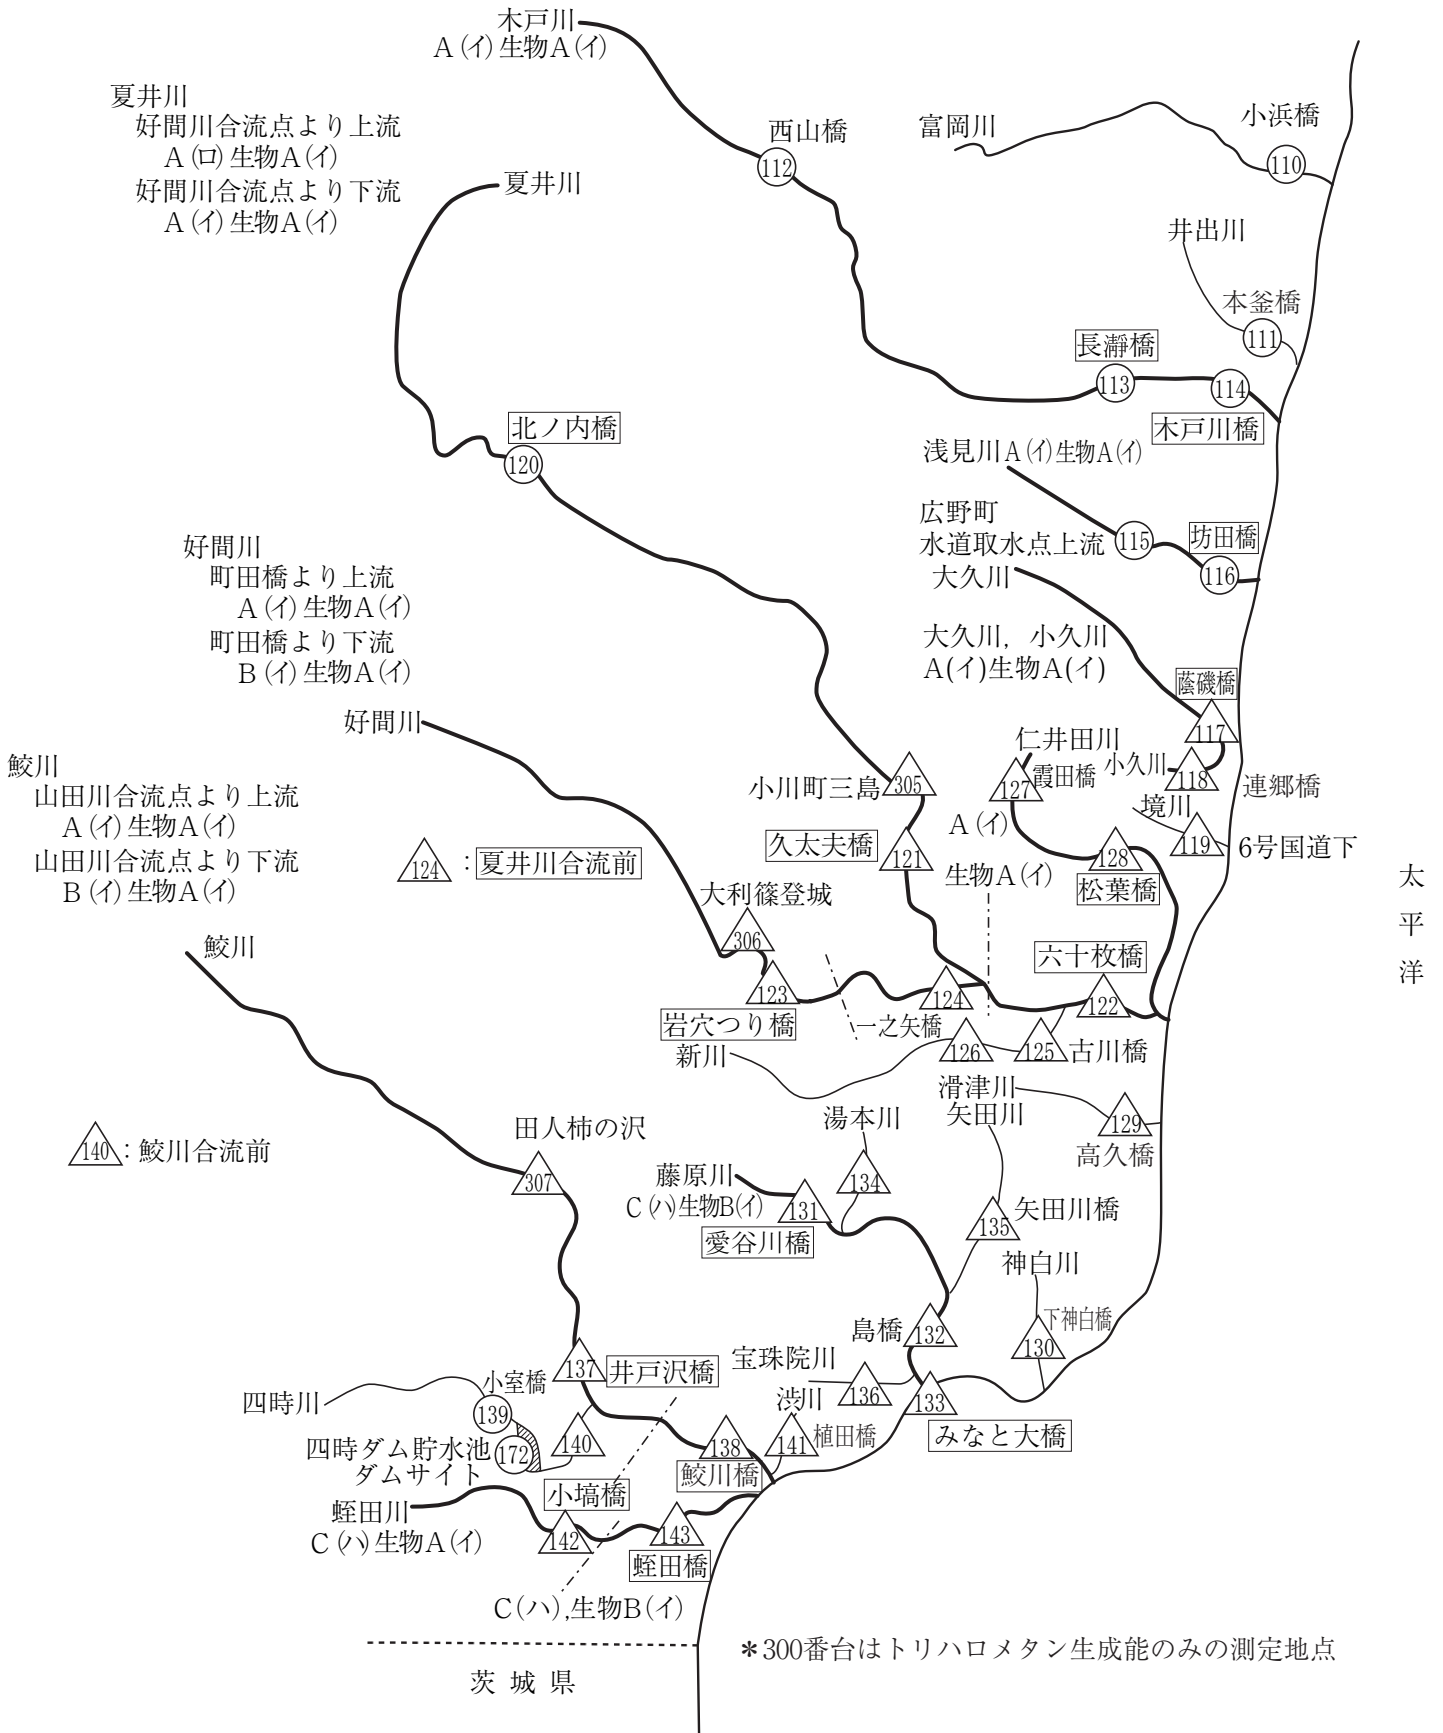 木戸川
A(イ)生物A(イ)
夏井川
好間川合流点より上流
A(ロ)生物A(イ)
好間川合流点より下流
A(イ)生物A(イ)
夏井川
西山橋
112
富岡川
小浜橋
110
井出川
本釜橋
111
長瀞橋
113
114
木戸川橋
北ノ内橋
120
浅見川A(イ)生物A(イ)
広野町
水道取水点上流
115
坊田橋
116
大久川
大久川,小久川
A(イ)生物A(イ)
蔭磯橋
117
小久川
118
連郷橋
境川
119
6号国道下
好間川
町田橋より上流
A(イ)生物A(イ)
町田橋より下流
B(イ)生物A(イ)
好間川
小川町三島
305
久太夫橋
121
仁井田川
霞田橋
127
A(イ)
生物A(イ)
128
松葉橋
太平洋
鮫川
山田川合流点より上流
A(イ)生物A(イ)
山田川合流点より下流
B(イ)生物A(イ)
124:夏井川合流前
大利篠登城
306
123
岩穴つり橋
124
六十枚橋
122
鮫川
一之矢橋
新川
126
125
古川橋
滑津川
129
高久橋
140:鮫川合流前
田人柿の沢
307
湯本川
134
矢田川
135
矢田川橋
藤原川
C(ハ)生物B(イ)
131
愛谷川橋
神白川
下神白橋
130
島橋
132
宝珠院川
136
133
みなと大橋
137
井戸沢橋
四時川
小室橋
139
四時ダム貯水池
ダムサイト
172
140
138
鮫川橋
渋川
141
植田橋
小塙橋
蛭田川
C(ハ)生物A(イ)
142
143
蛭田橋
C(ハ),生物B(イ)
*300番台はトリハロメタン生成能のみの測定地点
茨城県